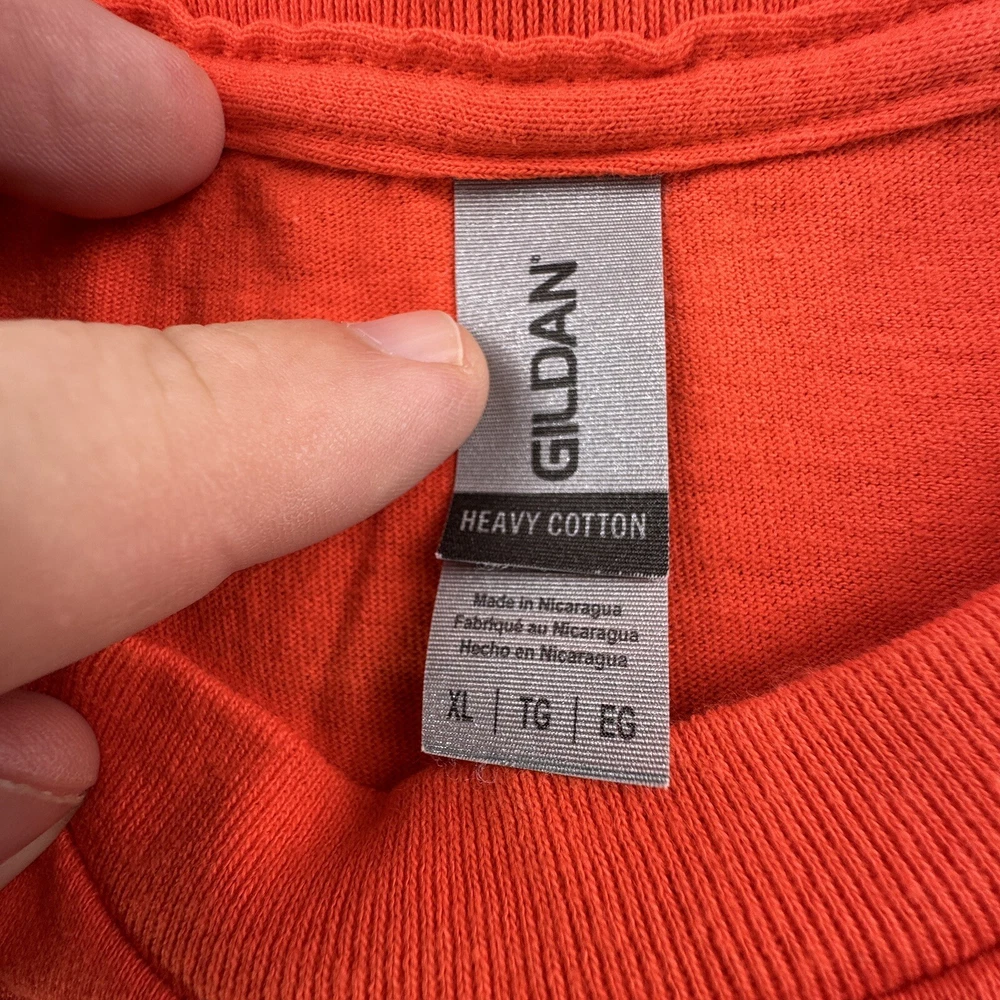 GILDAN
HEAVY COTTON
Made in Nicaragua
Fabriqué au Nicaragua
Hecho en Nicaragua
XL | TG | EG